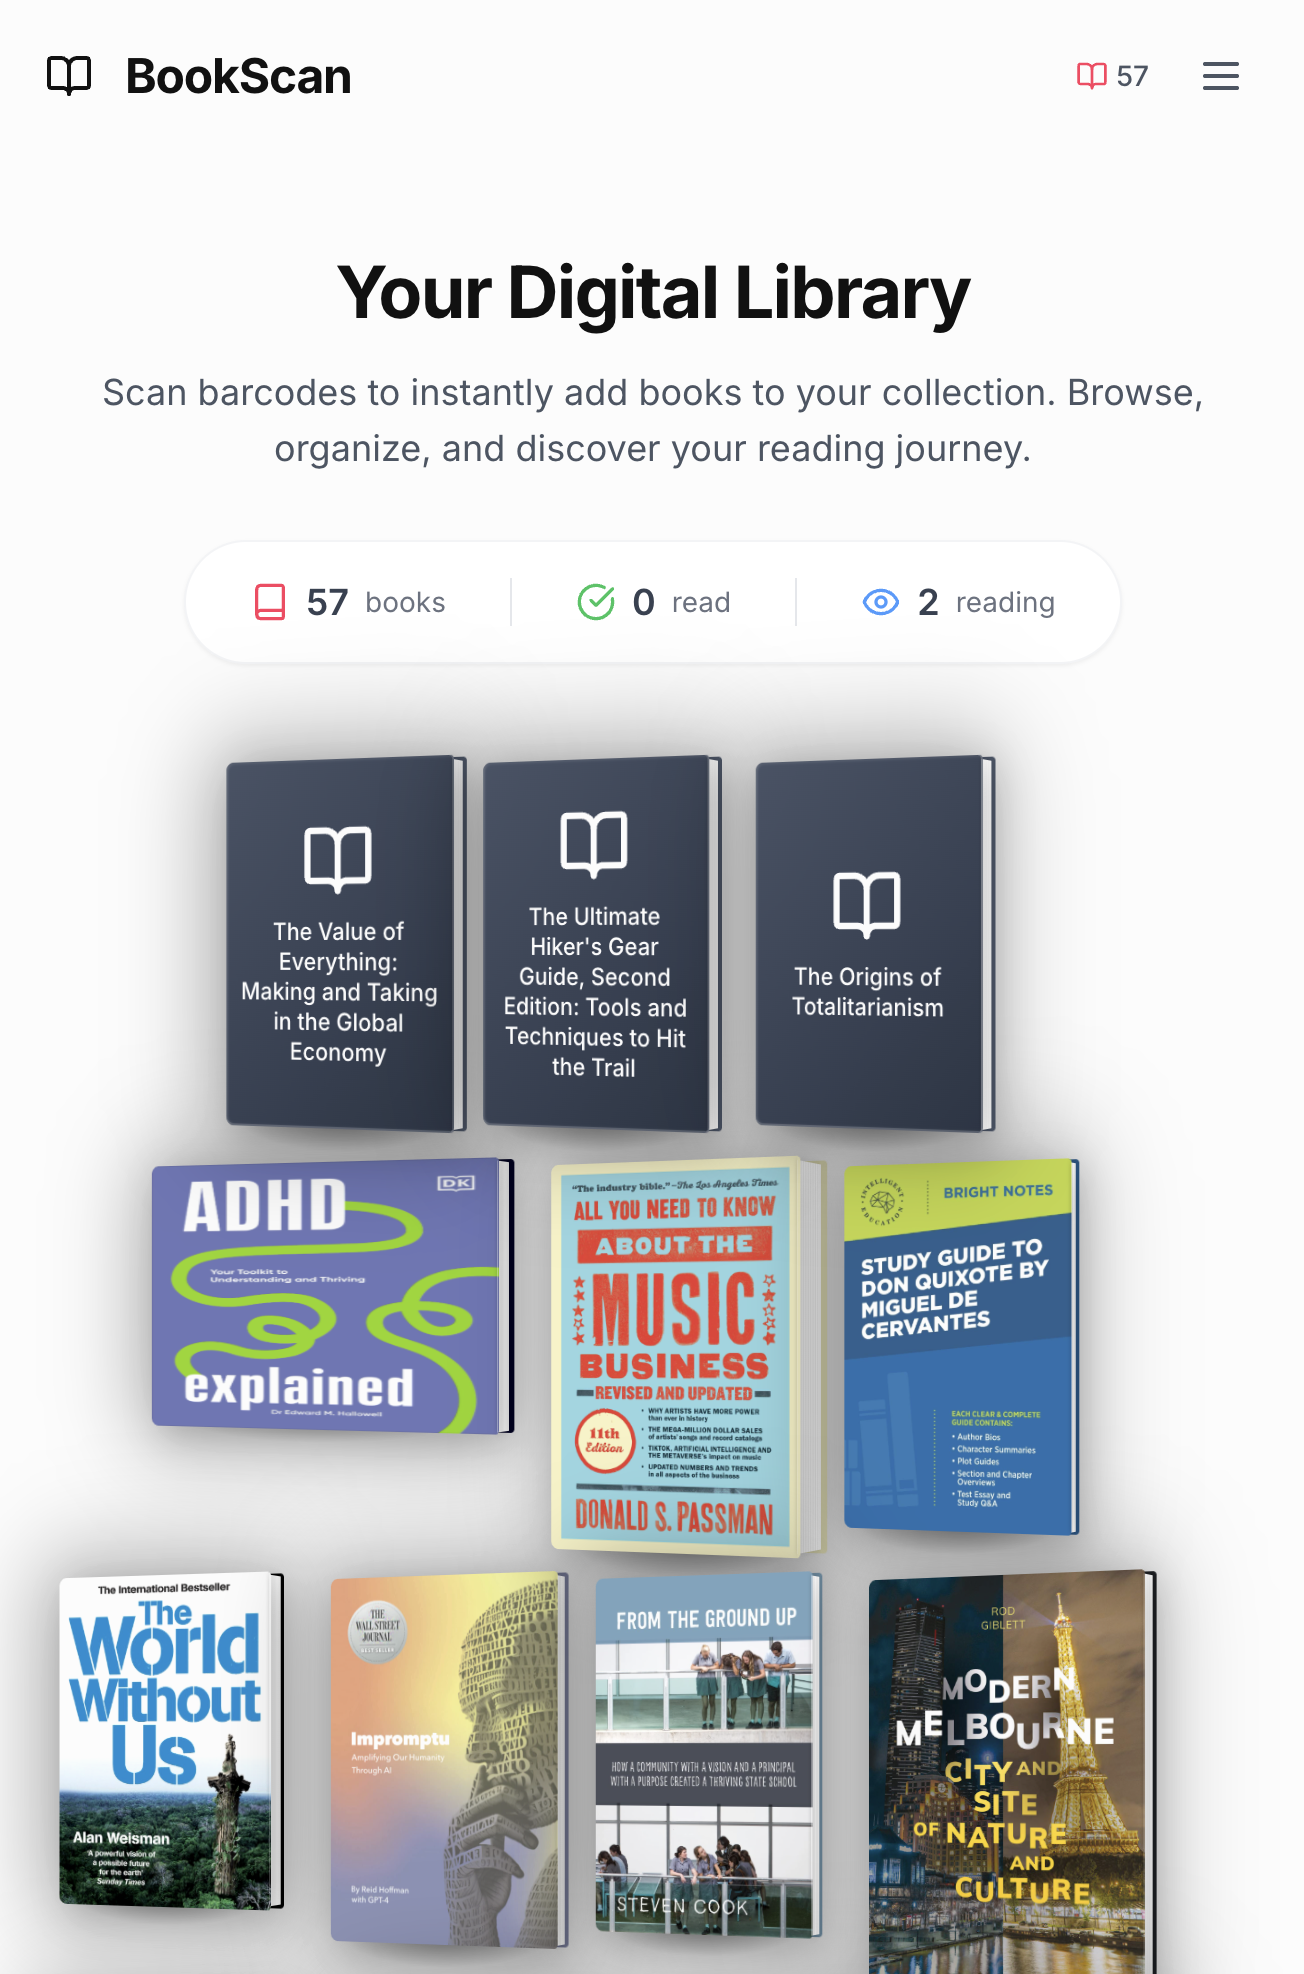 BookScan
57
Your Digital Library
Scan barcodes to instantly add books to your collection. Browse,
organize, and discover your reading journey.
57 books
0 read
2 reading
The Value of
Everything:
Making and Taking
in the Global
Economy
The Ultimate
Hiker's Gear
Guide, Second
Edition: Tools and
Techniques to Hit
the Trail
The Origins of
Totalitarianism
ADHD
DK
Your Toolkit to
Understanding and Thriving
explained
Dr Edward M. Hallowell
"The industry bible." –The Los Angeles Times
ALL YOU NEED TO KNOW
ABOUT THE
MUSIC
BUSINESS
REVISED AND UPDATED
11th
Edition
• WHY ARTISTS HAVE MORE POWER
than ever in history
• THE MEGA-MILLION DOLLAR SALES
of artists' songs and record catalogs
• TIKTOK, ARTIFICIAL INTELLIGENCE AND
THE METAVERSE'S impact on music
• UPDATED NUMBERS AND TRENDS
in all aspects of the business
DONALD S. PASSMAN
INTELLIGENT EDUCATION
BRIGHT NOTES
STUDY GUIDE TO
DON QUIXOTE BY
MIGUEL DE
CERVANTES
EACH CLEAR & COMPLETE
GUIDE CONTAINS:
• Author Bios
• Character Summaries
• Plot Guides
• Section and Chapter
Overviews
• Test Essay and
Study Q&A
The International Bestseller
The
World
Without
Us
Alan Weisman
'A powerful vision of
a possible future
for the earth'
Sunday Times
THE
WALL STREET
JOURNAL
BESTSELLER
Impromptu
Amplifying Our Humanity
Through AI
By Reid Hoffman
with GPT-4
FROM THE GROUND UP
HOW A COMMUNITY WITH A VISION AND A PRINCIPAL
WITH A PURPOSE CREATED A THRIVING STATE SCHOOL
STEVEN COOK
ROD
GIBLETT
MODERN
MELBOURNE
CITY AND
SITE
OF NATURE
AND
CULTURE